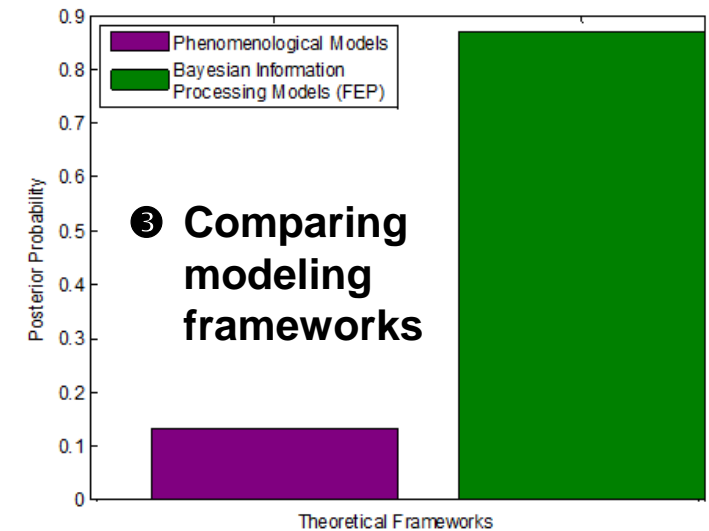 0.9
Phenomenological Models
Bayesian Information
Processing Models (FEP)
0.8
0.7
0.6
0.5
0.4
0.3
0.2
0.1
0
Posterior Probability
❸ Comparing
modeling
frameworks
Theoretical Frameworks